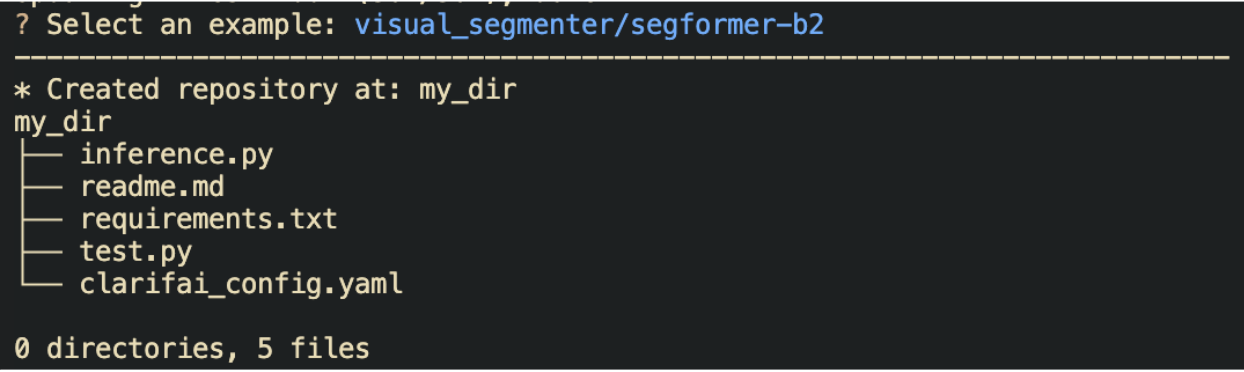 ? Select an example: visual_segmenter/segformer-b2
--------------------------------------------------------------------------------
* Created repository at: my_dir
my_dir
├── inference.py
├── readme.md
├── requirements.txt
├── test.py
└── clarifai_config.yaml
0 directories, 5 files